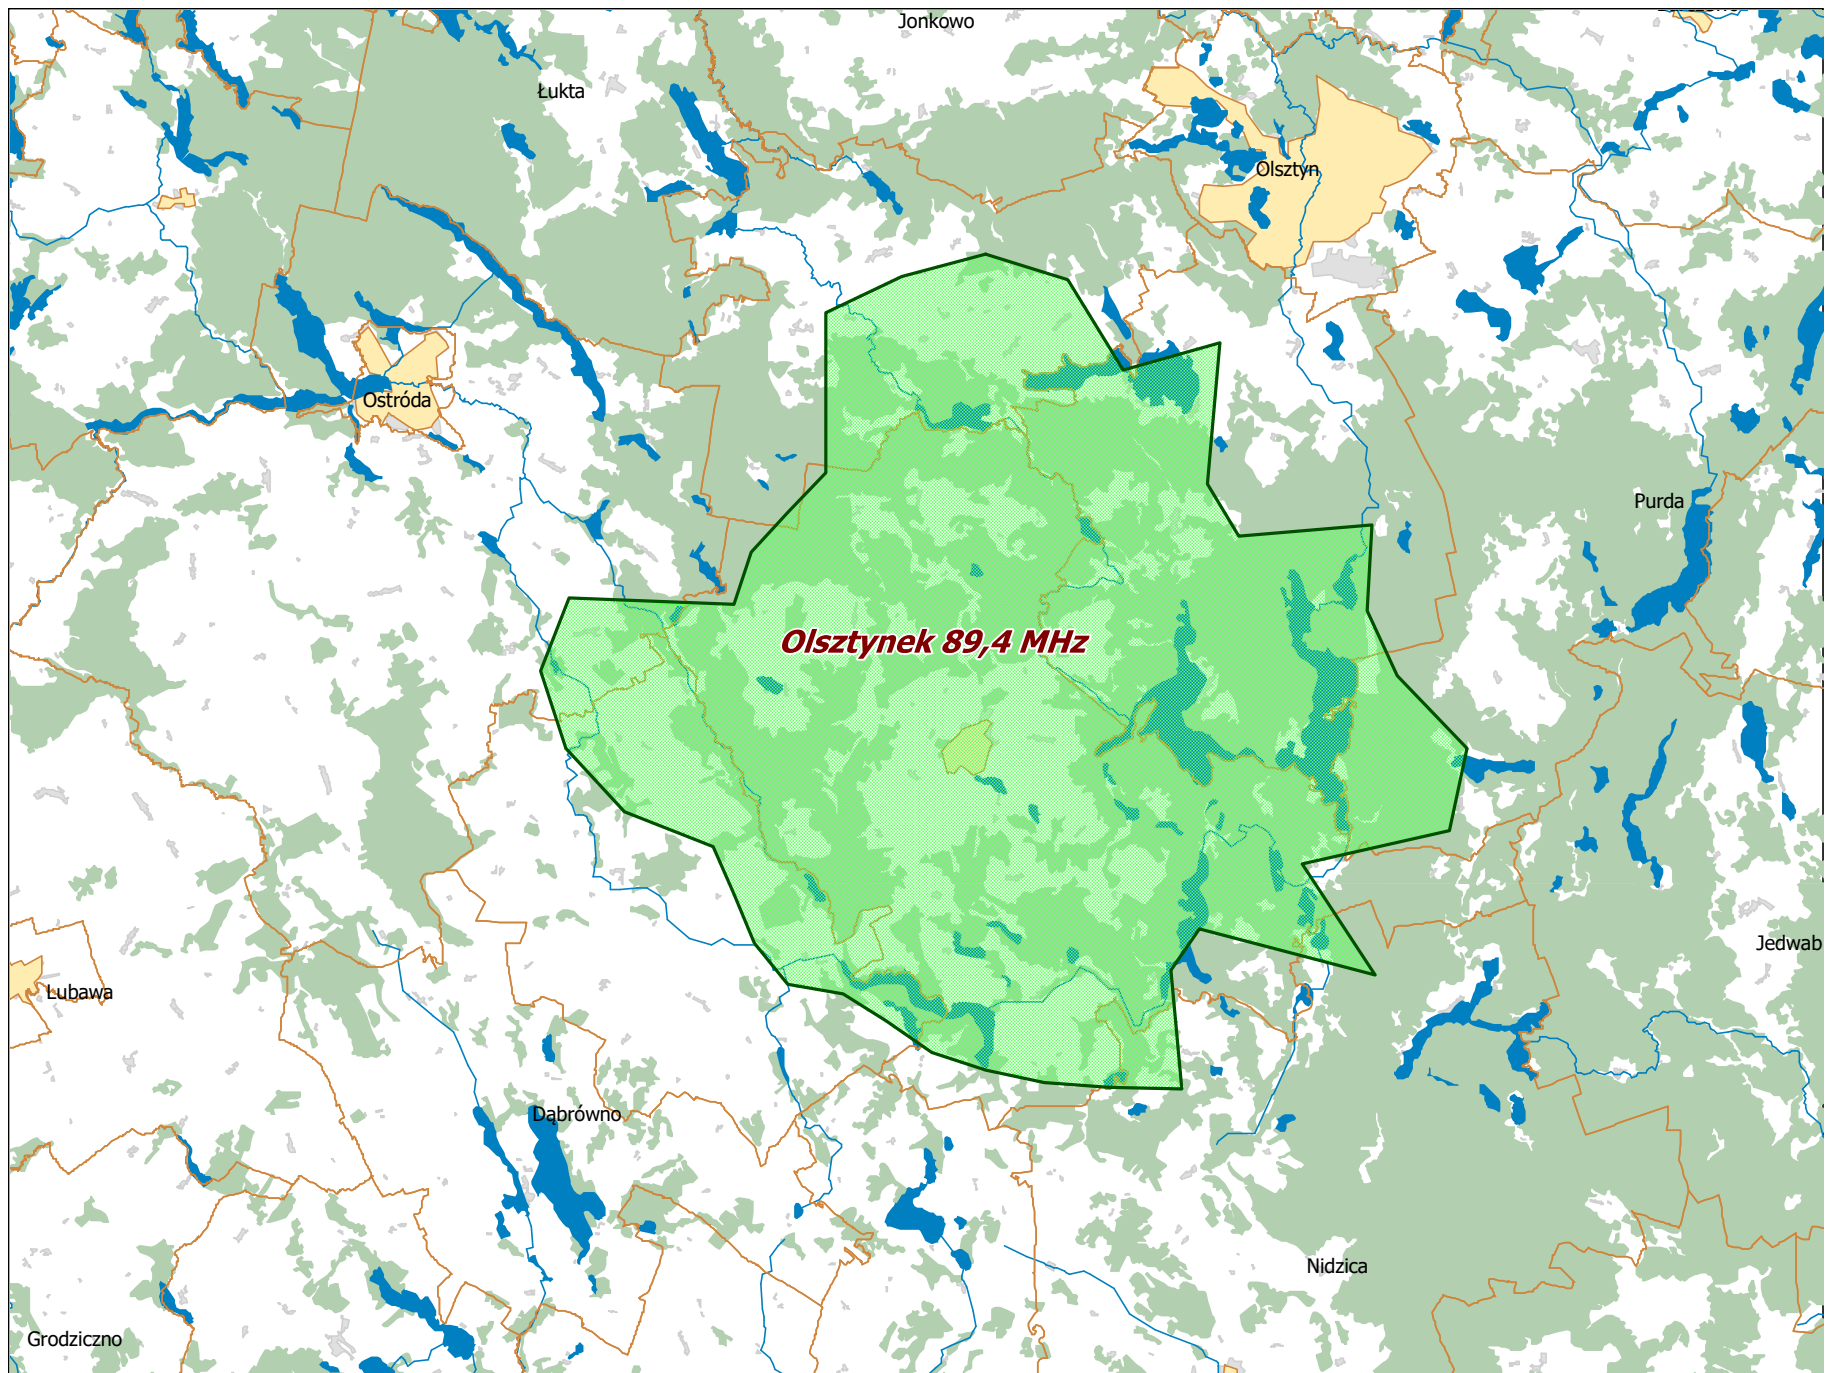 Jonkowo
Łukta
Olsztyn
Ostróda
Purda
Olsztynek 89,4 MHz
Jedwab
Lubawa
Dąbrówno
Nidzica
Grodziczno